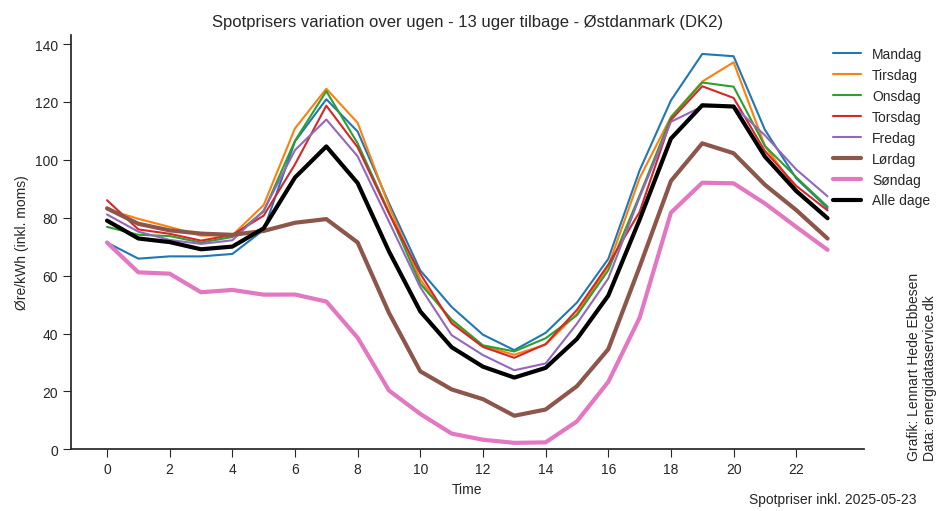 Spotprisers variation over ugen - 13 uger tilbage - Østdanmark (DK2)
Øre/kWh (inkl. moms)
140
120
100
80
60
40
20
0
0 2 4 6 8 10 12 14 16 18 20 22
Time
Mandag
Tirsdag
Onsdag
Torsdag
Fredag
Lørdag
Søndag
Alle dage
Grafik: Lennart Hede Ebbesen
Data: energidataservice.dk
Spotpriser inkl. 2025-05-23